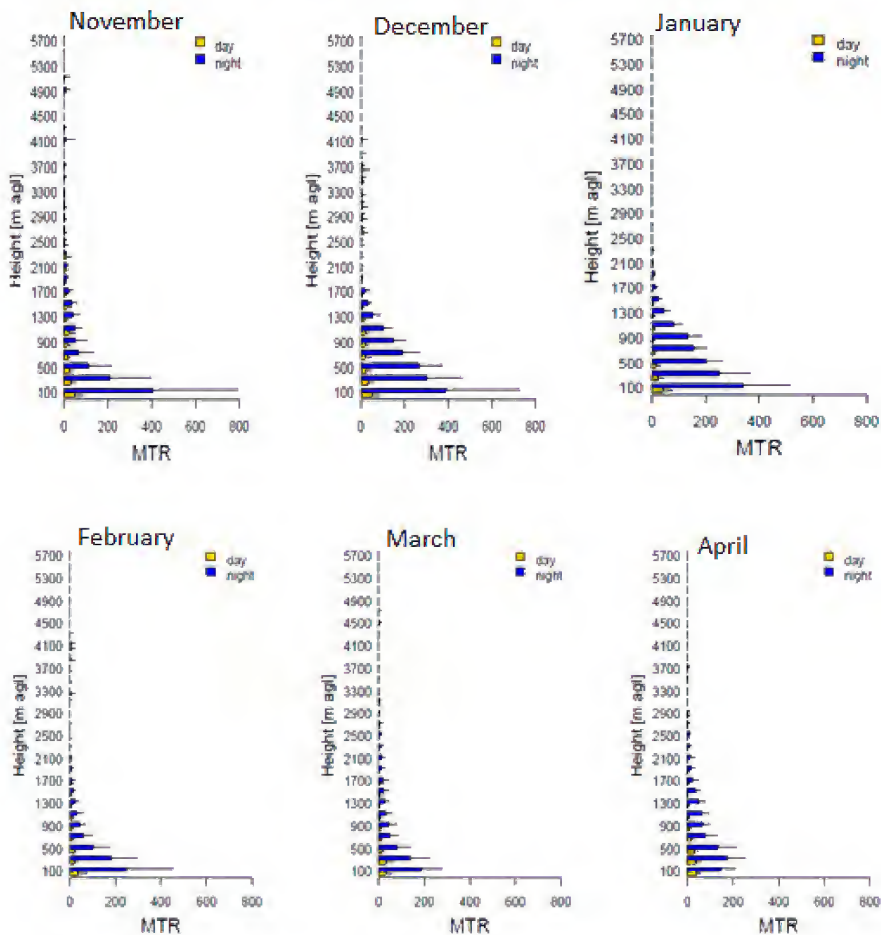 November
day
night
5700
5300
4900
4500
4100
3700
3300
2900
2500
2100
1700
1300
900
500
100
Height [m agl]
0 200 400 600 800
MTR
December
day
night
5700
5300
4900
4500
4100
3700
3300
2900
2500
2100
1700
1300
900
500
100
Height [m agl]
0 200 400 600 800
MTR
January
day
night
5700
5300
4900
4500
4100
3700
3300
2900
2500
2100
1700
1300
900
500
100
Height [m agl]
0 200 400 600 800
MTR
February
day
night
5700
5300
4900
4500
4100
3700
3300
2900
2500
2100
1700
1300
900
500
100
Height [m agl]
0 200 400 600 800
MTR
March
day
night
5700
5300
4900
4500
4100
3700
3300
2900
2500
2100
1700
1300
900
500
100
Height [m agl]
0 200 400 600 800
MTR
April
day
night
5700
5300
4900
4500
4100
3700
3300
2900
2500
2100
1700
1300
900
500
100
Height [m agl]
0 200 400 600 800
MTR